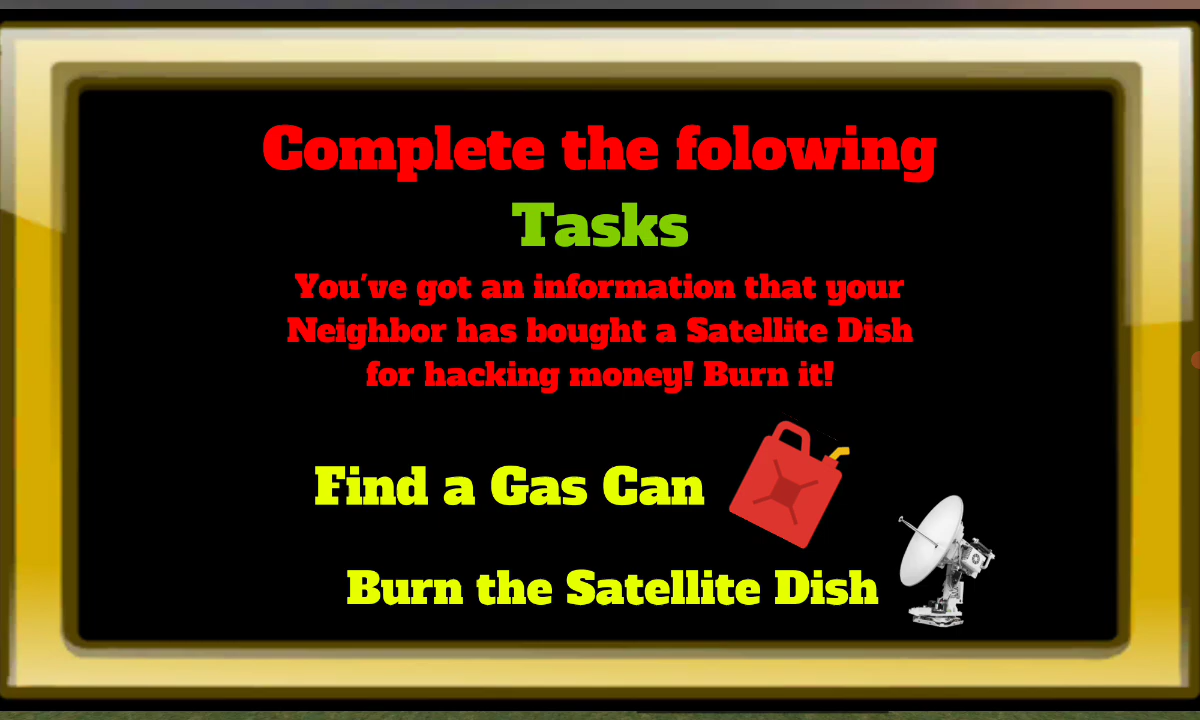 Complete the folowing
Tasks
You've got an information that your
Neighbor has bought a Satellite Dish
for hacking money! Burn it!
Find a Gas Can
Burn the Satellite Dish